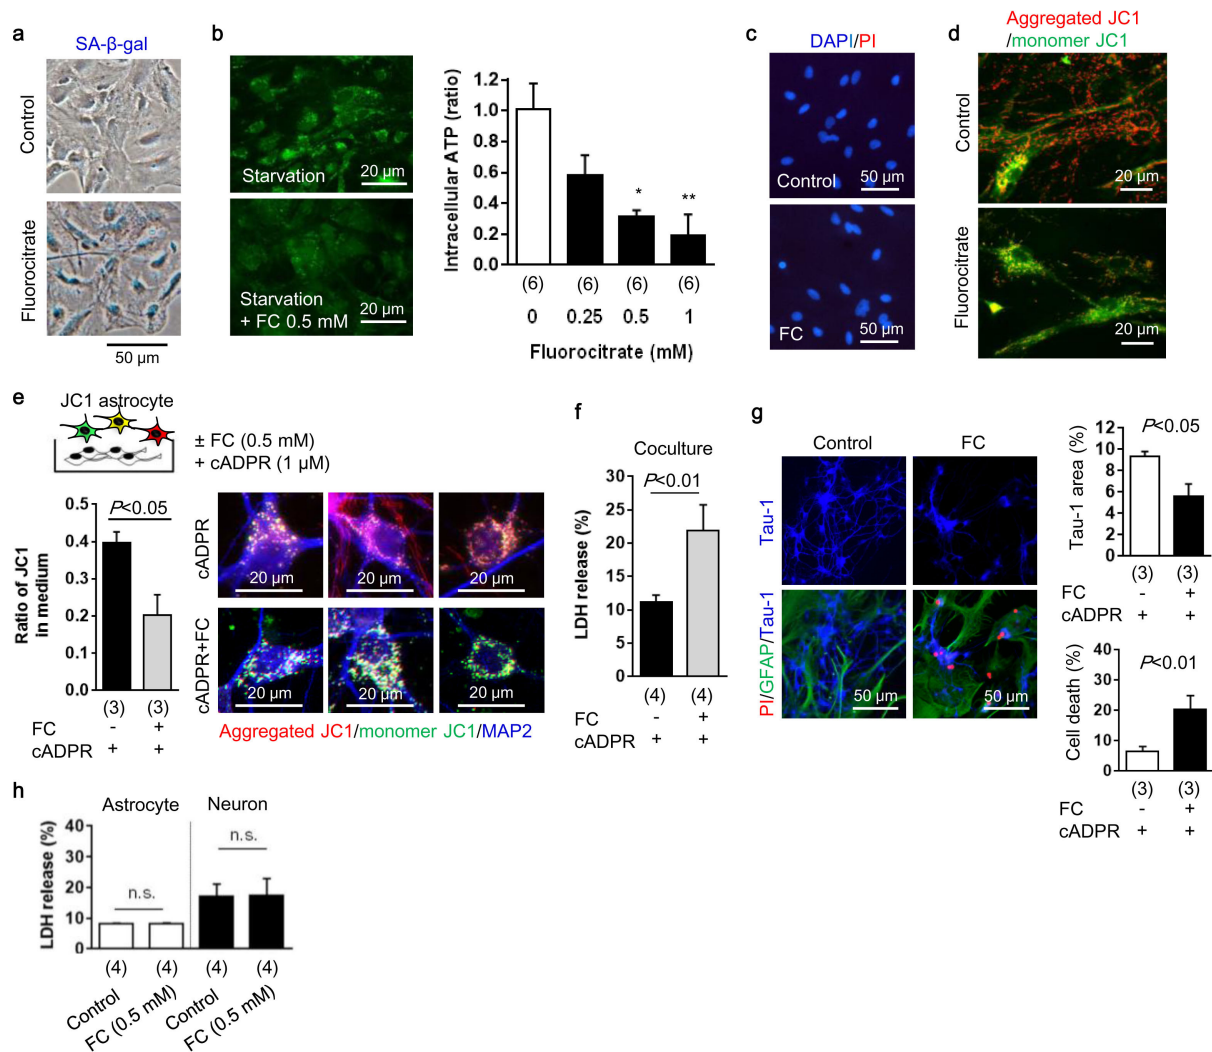 a
SA-β-gal
Control
Fluorocitrate
50 µm
b
Starvation
20 µm
Starvation
+ FC 0.5 mM
20 µm
Intracellular ATP (ratio)
1.2
1.0
0.8
0.6
0.4
0.2
0.0
*
**
(6) (6) (6) (6)
0 0.25 0.5 1
Fluorocitrate (mM)
c
DAPI/PI
Control
50 µm
FC
50 µm
d
Aggregated JC1
/monomer JC1
Control
20 µm
Fluorocitrate
20 µm
e
JC1 astrocyte
± FC (0.5 mM)
+ cADPR (1 µM)
P<0.05
Ratio of JC1
in medium
0.4
0.3
0.2
0.1
0.0
(3) (3)
FC - +
cADPR + +
cADPR
20 µm 20 µm 20 µm
cADPR+FC
20 µm 20 µm 20 µm
Aggregated JC1/monomer JC1/MAP2
f
Coculture
P<0.01
LDH release (%)
30
25
20
15
10
5
0
(4) (4)
FC - +
cADPR + +
g
Control FC
Tau-1
PI/GFAP/Tau-1
50 µm 50 µm
P<0.05
Tau-1 area (%)
12
10
8
6
4
2
0
(3) (3)
FC - +
cADPR + +
P<0.01
Cell death (%)
40
30
20
10
0
(3) (3)
FC - +
cADPR + +
h
Astrocyte Neuron
LDH release (%)
40
30
20
10
0
n.s.
n.s.
(4) (4) (4) (4)
Control
FC (0.5 mM)
Control
FC (0.5 mM)